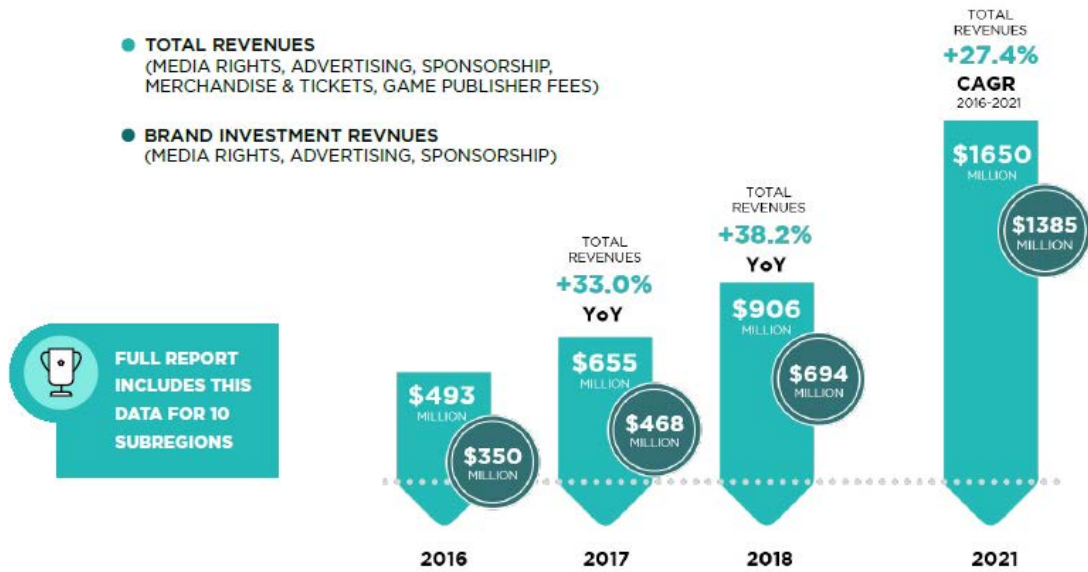 TOTAL REVENUES
(MEDIA RIGHTS, ADVERTISING, SPONSORSHIP,
MERCHANDISE & TICKETS, GAME PUBLISHER FEES)
BRAND INVESTMENT REVNUES
(MEDIA RIGHTS, ADVERTISING, SPONSORSHIP)
FULL REPORT
INCLUDES THIS
DATA FOR 10
SUBREGIONS
$493
MILLION
$350
MILLION
2016
TOTAL
REVENUES
+33.0%
YoY
$655
MILLION
$468
MILLION
2017
TOTAL
REVENUES
+38.2%
YoY
$906
MILLION
$694
MILLION
2018
TOTAL
REVENUES
+27.4%
CAGR
2016-2021
$1650
MILLION
$1385
MILLION
2021